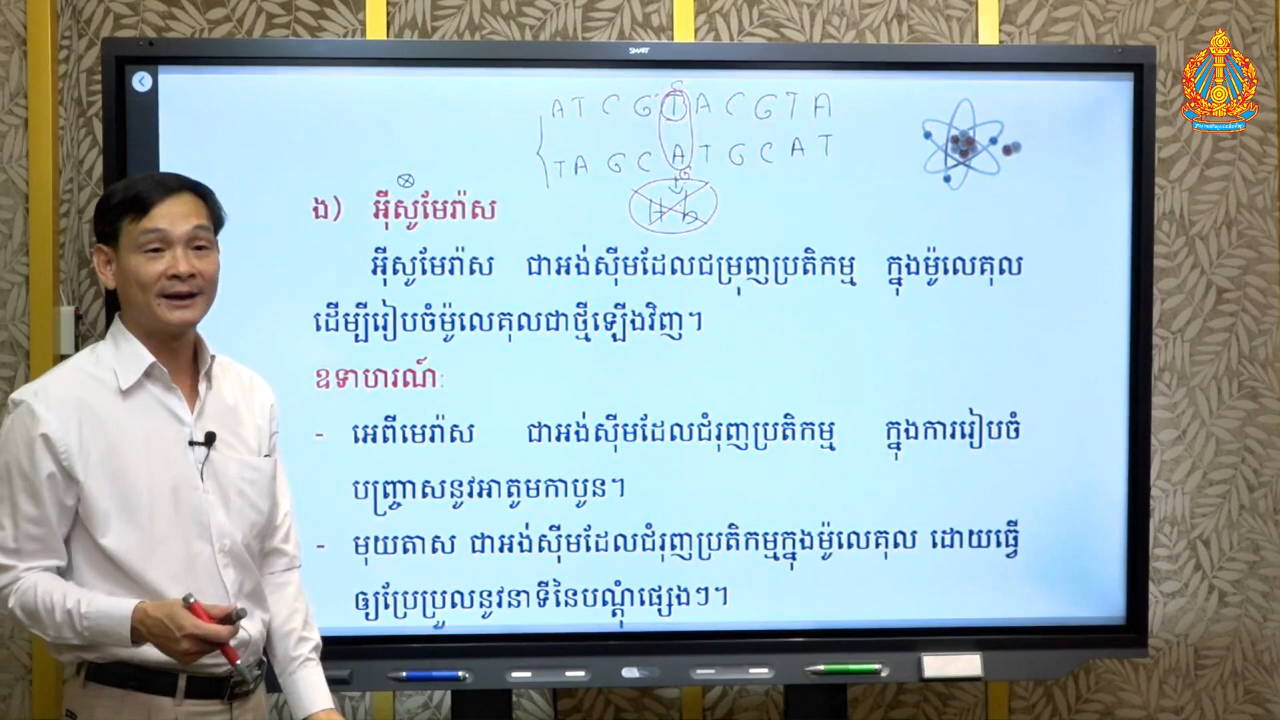 SMART
S
A T C G T A C G T A
T A G C A T G C A T
G
ង) អ៊ីសូមេរ៉ាស
អ៊ីសូមេរ៉ាស ជាអង់ស៊ីមដែលជម្រុញប្រតិកម្ម ក្នុងម៉ូលេគុល
ដើម្បីរៀបចំម៉ូលេគុលជាថ្មីឡើងវិញ។
ឧទាហរណ៍:
- អេពីមេរ៉ាស ជាអង់ស៊ីមដែលជំរុញប្រតិកម្ម ក្នុងការរៀបចំ
បញ្ច្រាសនូវអាតូមកាបូន។
- មុយតាស ជាអង់ស៊ីមដែលជំរុញប្រតិកម្មក្នុងម៉ូលេគុល ដោយធ្វើ
ឲ្យប្រែប្រួលនូវនាទីនៃបណ្តុំផ្សេងៗ។